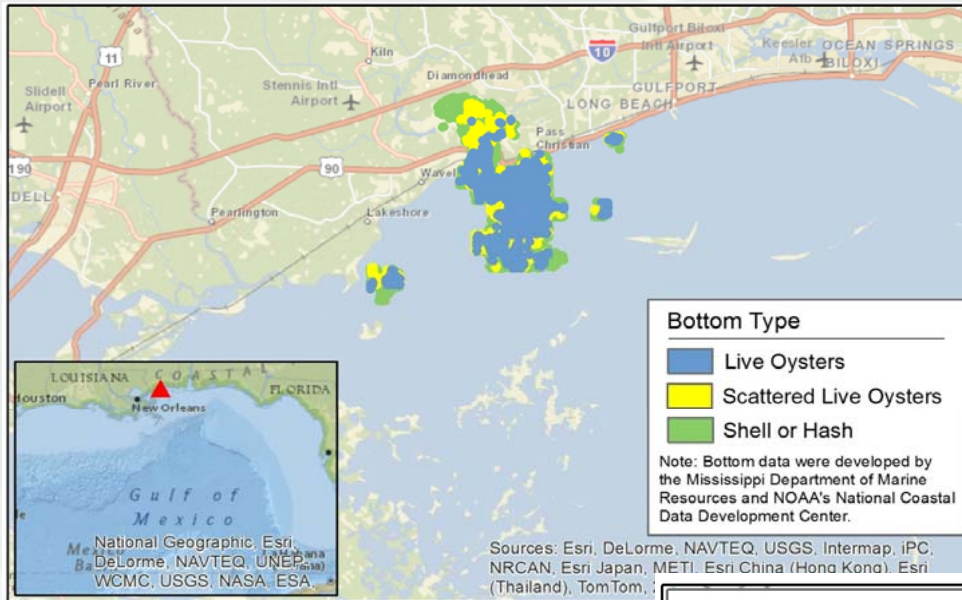 Gulfport Biloxi
Intl Airport
Keesler
Afb
OCEAN SPRINGS
BILOXI
10
Kiln
11
Pearl River
Stennis Intl
Airport
Diamondhead
GULFPORT
LONG BEACH
Slidell
Airport
Pass
Christian
190
90
Wavel
DELL
Pearlington
Lakeshore
Bottom Type
Live Oysters
Scattered Live Oysters
Shell or Hash
Note: Bottom data were developed by
the Mississippi Department of Marine
Resources and NOAA's National Coastal
Data Development Center.
LOUISIANA
COASTAL
FLORIDA
Houston
New Orleans
Gulf of
Mexico
National Geographic, Esri,
DeLorme, NAVTEQ, UNEP-
WCMC, USGS, NASA, ESA,
Sources: Esri, DeLorme, NAVTEQ, USGS, Intermap, iPC,
NRCAN, Esri Japan, METI, Esri China (Hong Kong), Esri
(Thailand), TomTom,